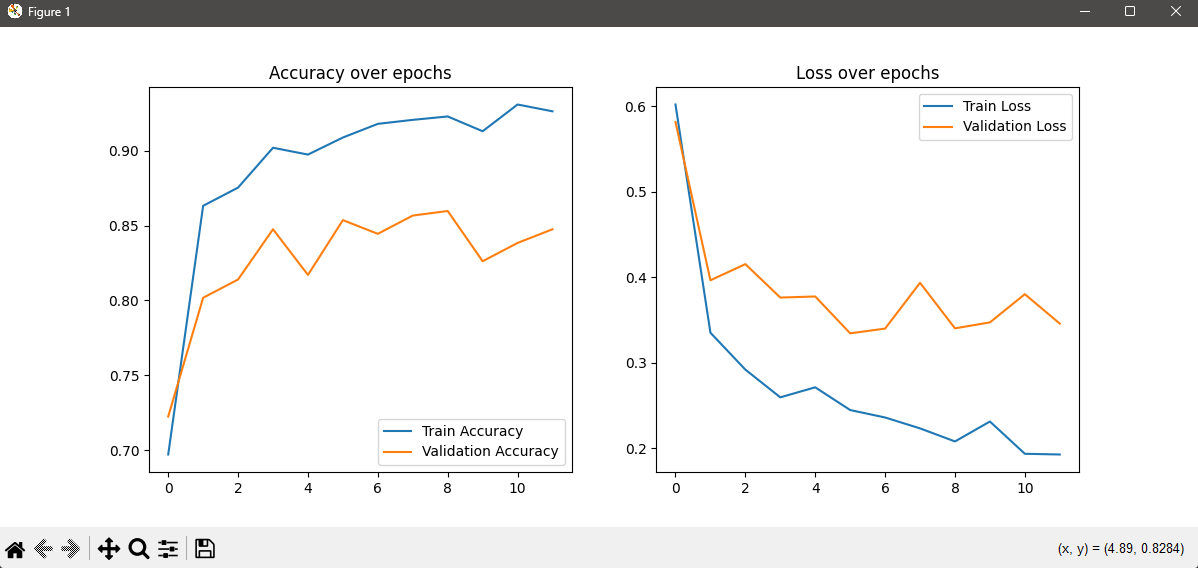 Figure 1
Accuracy over epochs
0.90
0.85
0.80
0.75
0.70
0 2 4 6 8 10
Train Accuracy
Validation Accuracy
Loss over epochs
0.6
0.5
0.4
0.3
0.2
0 2 4 6 8 10
Train Loss
Validation Loss
(x, y) = (4.89, 0.8284)